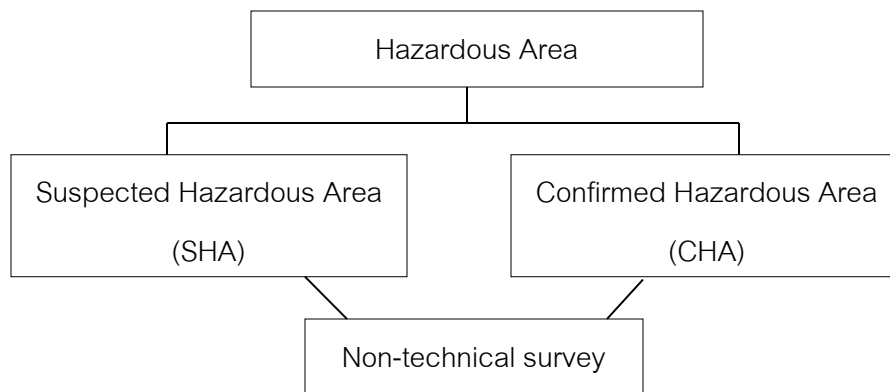 Hazardous Area
Suspected Hazardous Area
(SHA)
Confirmed Hazardous Area
(CHA)
Non-technical survey